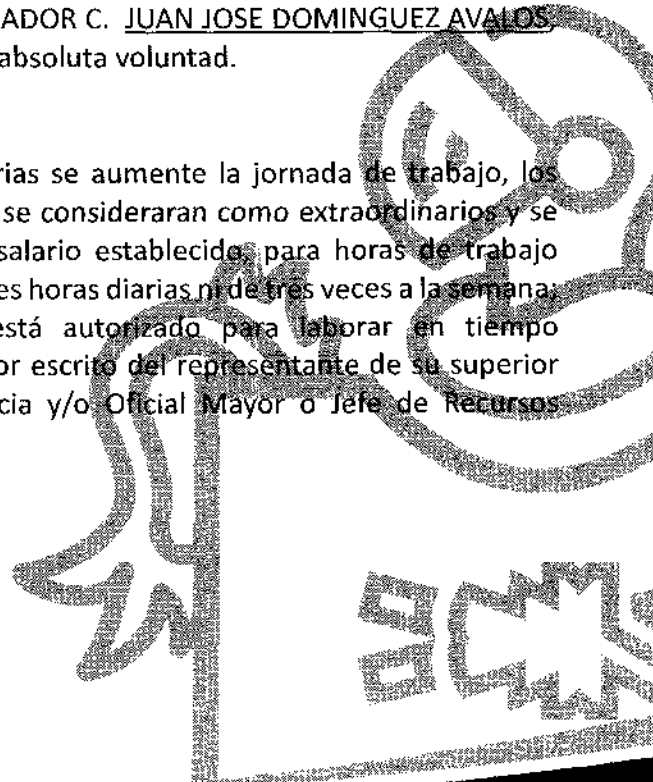 ADOR C. JUAN JOSE DOMINGUEZ AVALOS,
absoluta voluntad.
rias se aumente la jornada de trabajo, los
se consideraran como extraordinarios y se
salario establecido, para horas de trabajo
es horas diarias ni de tres veces a la semana;
está autorizado para laborar en tiempo
or escrito del representante de su superior
cia y/o Oficial Mayor o Jefe de Recursos